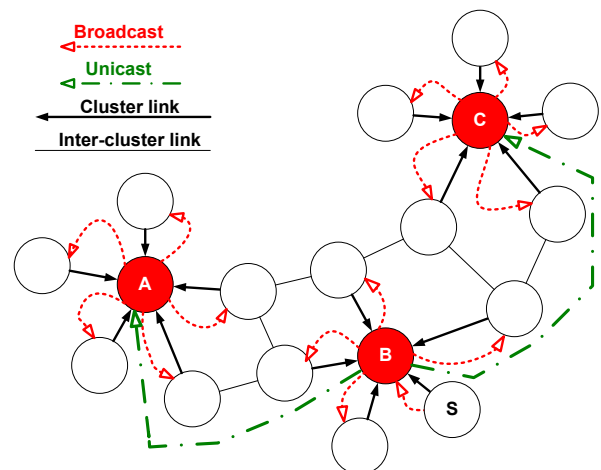 Broadcast
Unicast
Cluster link
Inter-cluster link
C
A
B
S